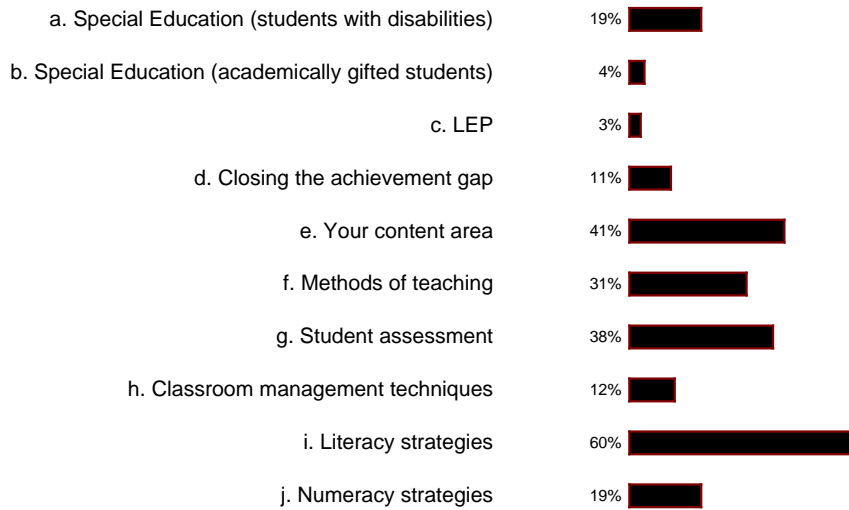 a. Special Education (students with disabilities) 19%
b. Special Education (academically gifted students) 4%
c. LEP 3%
d. Closing the achievement gap 11%
e. Your content area 41%
f. Methods of teaching 31%
g. Student assessment 38%
h. Classroom management techniques 12%
i. Literacy strategies 60%
j. Numeracy strategies 19%